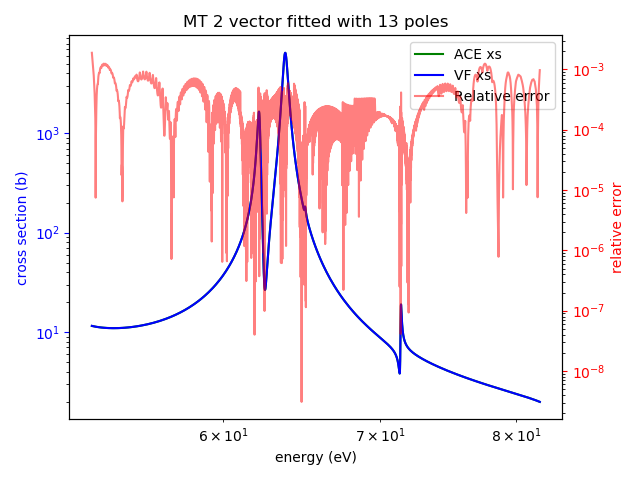 MT 2 vector fitted with 13 poles
ACE xs
VF xs
Relative error
cross section (b)
10³
10²
10¹
relative error
10⁻³
10⁻⁴
10⁻⁵
10⁻⁶
10⁻⁷
10⁻⁸
6 × 10¹
7 × 10¹
8 × 10¹
energy (eV)